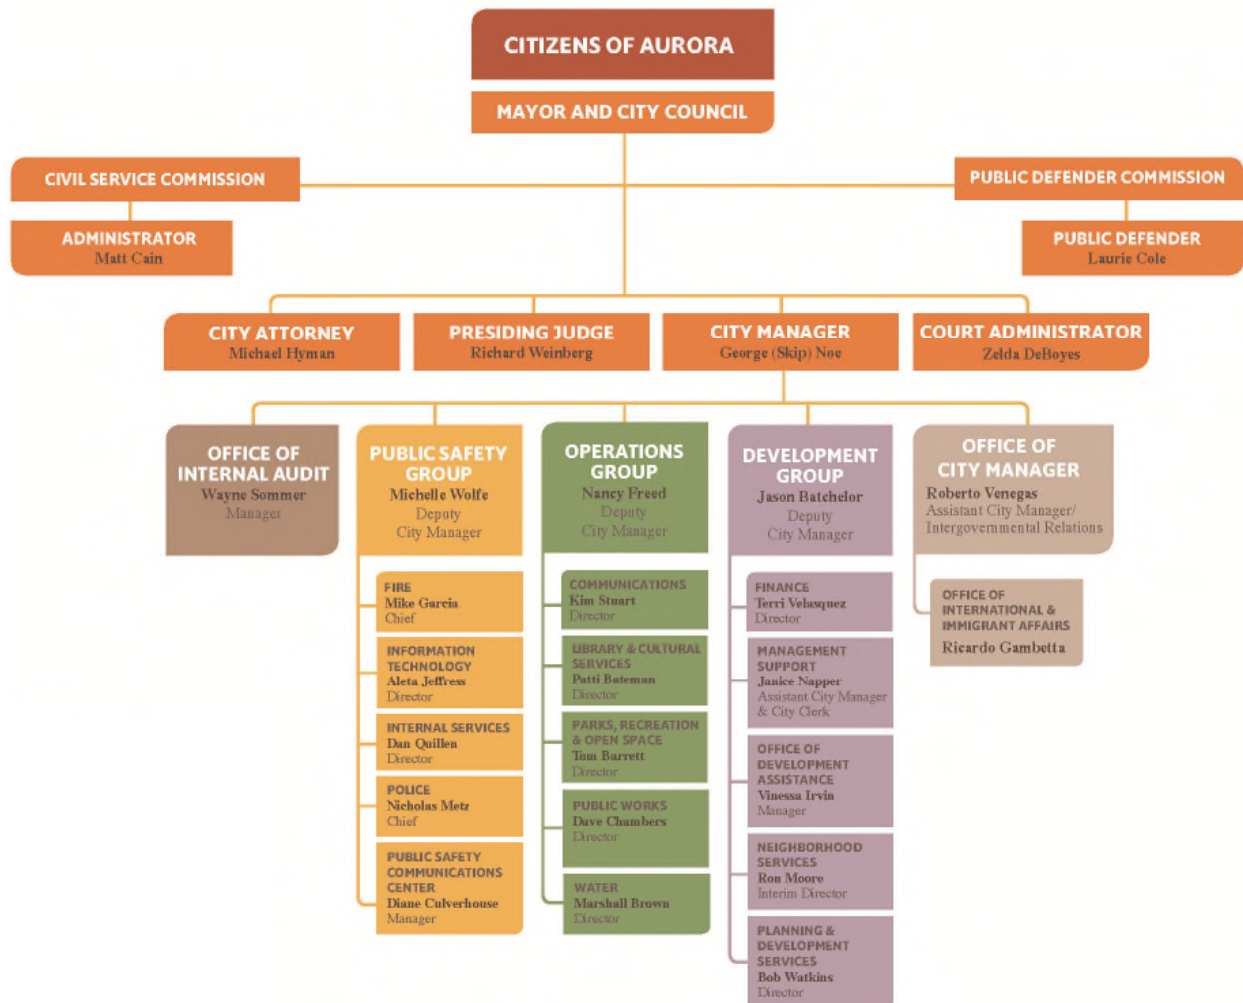 CITIZENS OF AURORA
MAYOR AND CITY COUNCIL
CIVIL SERVICE COMMISSION
PUBLIC DEFENDER COMMISSION
ADMINISTRATOR
Matt Cain
PUBLIC DEFENDER
Laurie Cole
CITY ATTORNEY
Michael Hyman
PRESIDING JUDGE
Richard Weinberg
CITY MANAGER
George (Skip) Noe
COURT ADMINISTRATOR
Zelda DeBoyes
OFFICE OF
INTERNAL AUDIT
Wayne Sommer
Manager
PUBLIC SAFETY
GROUP
Michelle Wolfe
Deputy
City Manager
FIRE
Mike Garcia
Chief
INFORMATION
TECHNOLOGY
Aleta Jeffress
Director
INTERNAL SERVICES
Dan Quillen
Director
POLICE
Nicholas Metz
Chief
PUBLIC SAFETY
COMMUNICATIONS
CENTER
Diane Culverhouse
Manager
OPERATIONS
GROUP
Nancy Freed
Deputy
City Manager
COMMUNICATIONS
Kim Stuart
Director
LIBRARY & CULTURAL
SERVICES
Patti Bateman
Director
PARKS, RECREATION
& OPEN SPACE
Tom Barrett
Director
PUBLIC WORKS
Dave Chambers
Director
WATER
Marshall Brown
Director
DEVELOPMENT
GROUP
Jason Batchelor
Deputy
City Manager
FINANCE
Terri Velasquez
Director
MANAGEMENT
SUPPORT
Janice Napper
Assistant City Manager
& City Clerk
OFFICE OF
DEVELOPMENT
ASSISTANCE
Vinessa Irvin
Manager
NEIGHBORHOOD
SERVICES
Ron Moore
Interim Director
PLANNING &
DEVELOPMENT
SERVICES
Bob Watkins
Director
OFFICE OF
CITY MANAGER
Roberto Venegas
Assistant City Manager/
Intergovernmental Relations
OFFICE OF
INTERNATIONAL &
IMMIGRANT AFFAIRS
Ricardo Gambetta